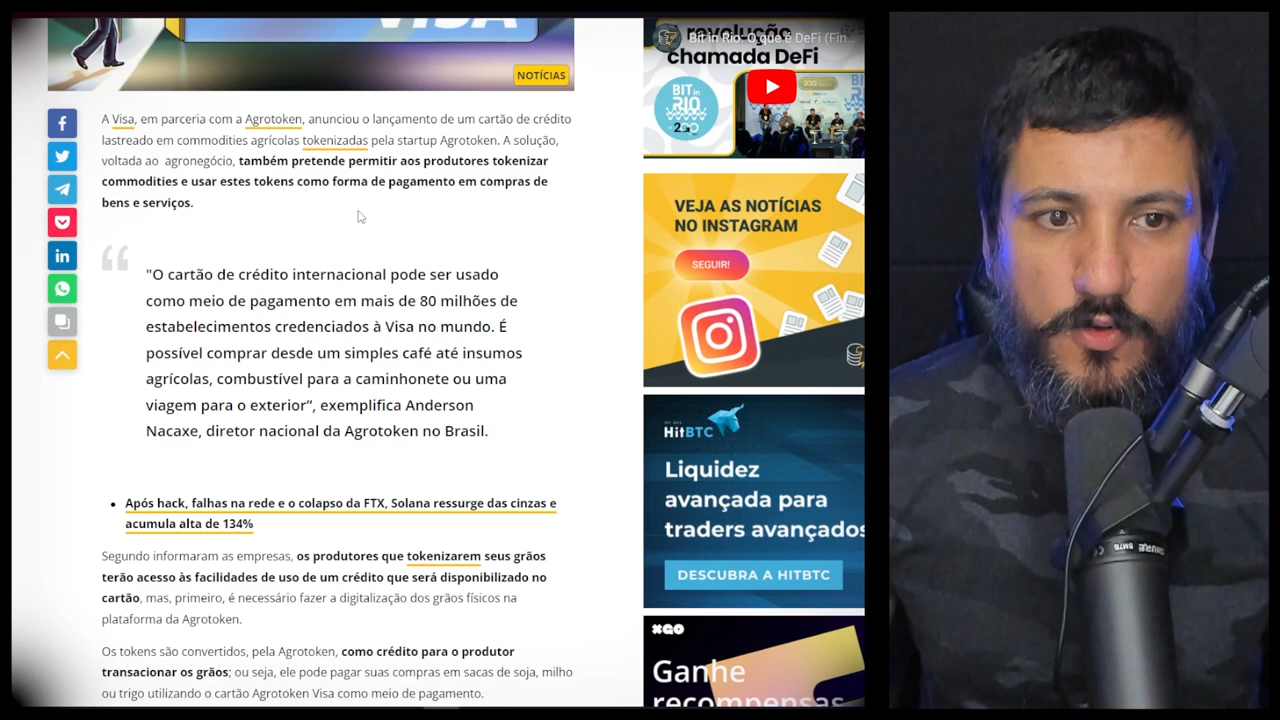 VISA
NOTÍCIAS
A Visa, em parceria com a Agrotoken, anunciou o lançamento de um cartão de crédito
lastreado em commodities agrícolas tokenizadas pela startup Agrotoken. A solução,
voltada ao agronegócio, também pretende permitir aos produtores tokenizar
commodities e usar estes tokens como forma de pagamento em compras de
bens e serviços.
"O cartão de crédito internacional pode ser usado
como meio de pagamento em mais de 80 milhões de
estabelecimentos credenciados à Visa no mundo. É
possível comprar desde um simples café até insumos
agrícolas, combustível para a caminhonete ou uma
viagem para o exterior”, exemplifica Anderson
Nacaxe, diretor nacional da Agrotoken no Brasil.
Após hack, falhas na rede e o colapso da FTX, Solana ressurge das cinzas e
acumula alta de 134%
Segundo informaram as empresas, os produtores que tokenizarem seus grãos
terão acesso às facilidades de uso de um crédito que será disponibilizado no
cartão, mas, primeiro, é necessário fazer a digitalização dos grãos físicos na
plataforma da Agrotoken.
Os tokens são convertidos, pela Agrotoken, como crédito para o produtor
transacionar os grãos; ou seja, ele pode pagar suas compras em sacas de soja, milho
ou trigo utilizando o cartão Agrotoken Visa como meio de pagamento.
revolução
Bit in Rio: O que é DeFi (Fin...
chamada DeFi
BIT
in
RIO
VEJA AS NOTÍCIAS
NO INSTAGRAM
SEGUIR!
HitBTC
Liquidez
avançada para
traders avançados
DESCUBRA A HITBTC
Ganhe
recompensas
SHURE SM7B